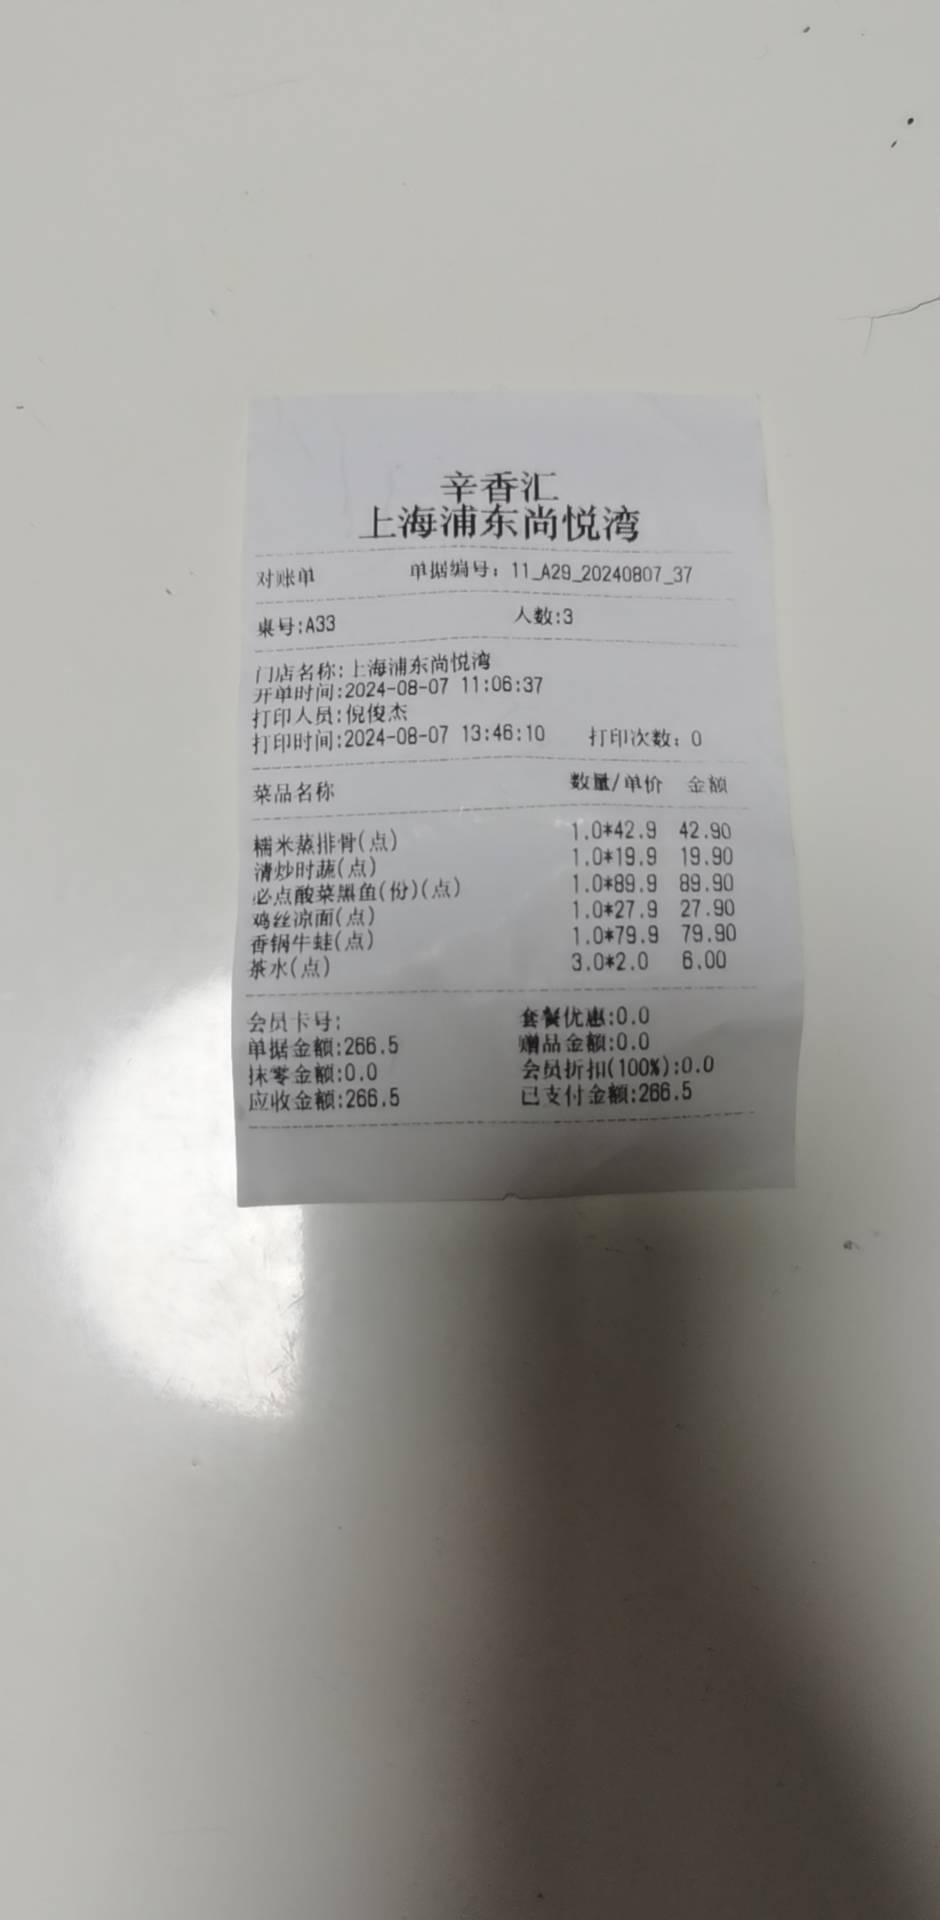 辛香汇
上海浦东尚悦湾
对账单 单据编号：11_A29_20240807_37
桌号:A33 人数:3
门店名称:上海浦东尚悦湾
开单时间:2024-08-07 11:06:37
打印人员:倪俊杰
打印时间:2024-08-07 13:46:10 打印次数：0
菜品名称 数量/单价 金额
糯米蒸排骨(点) 1.0*42.9 42.90
清炒时蔬(点) 1.0*19.9 19.90
必点酸菜黑鱼(份)(点) 1.0*89.9 89.90
鸡丝凉面(点) 1.0*27.9 27.90
香锅牛蛙(点) 1.0*79.9 79.90
茶水(点) 3.0*2.0 6.00
会员卡号: 套餐优惠:0.0
单据金额:266.5 赠品金额:0.0
抹零金额:0.0 会员折扣(100%):0.0
应收金额:266.5 已支付金额:266.5